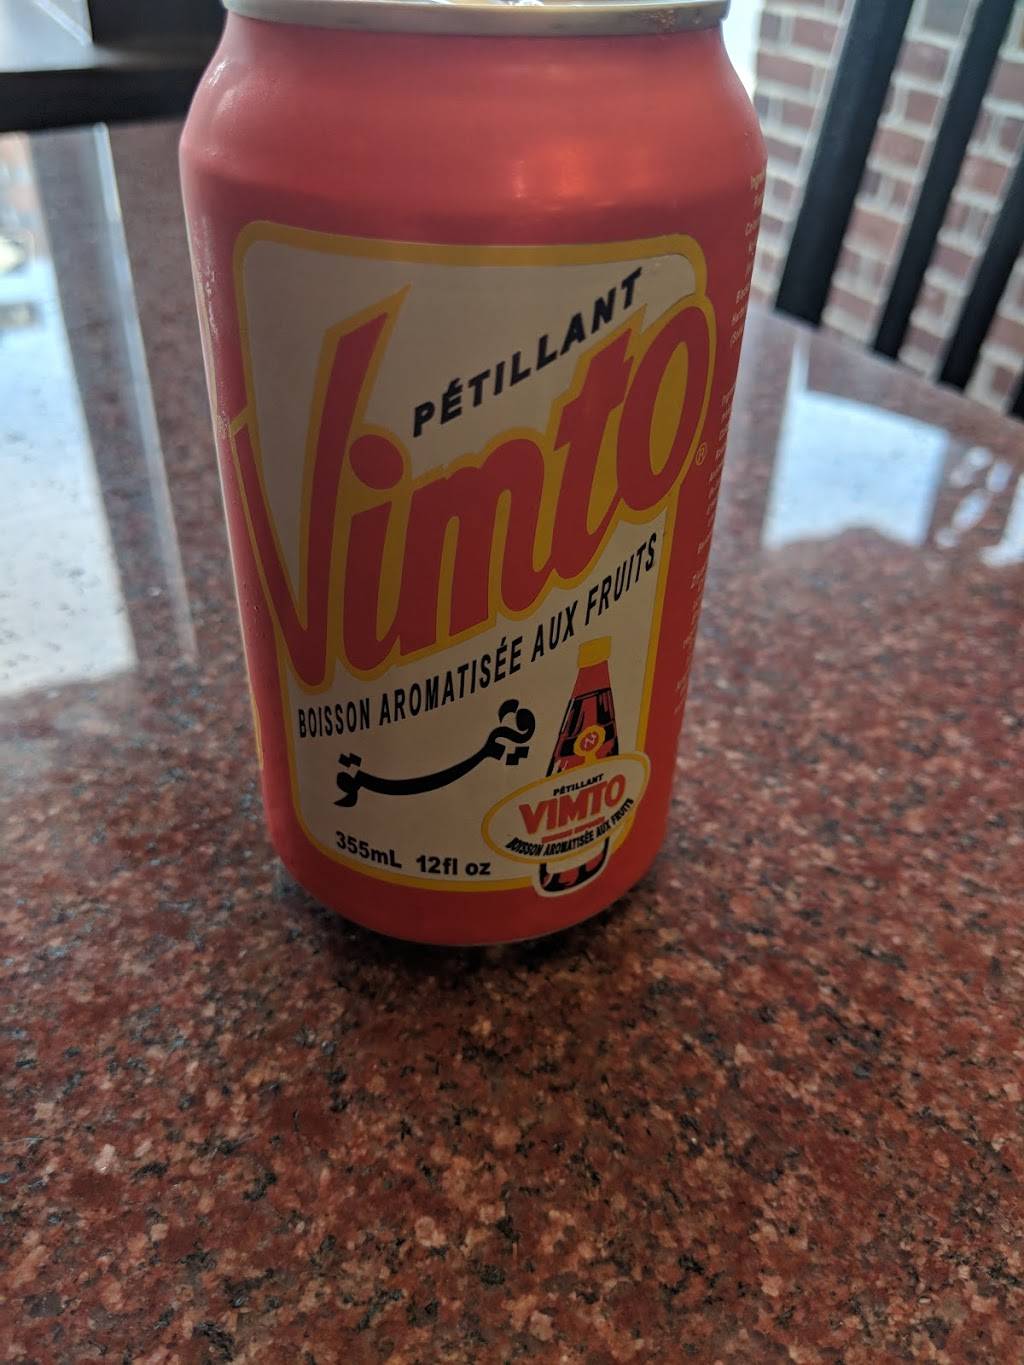 PÉTILLANT
Vimto®
BOISSON AROMATISÉE AUX FRUITS
فيمتو
PÉTILLANT
VIMTO
BOISSON AROMATISÉE AUX FRUITS
355mL 12fl oz